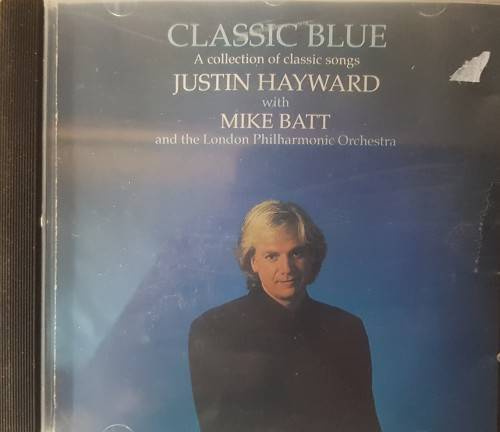 CLASSIC BLUE
A collection of classic songs
JUSTIN HAYWARD
with
MIKE BATT
and the London Philharmonic Orchestra